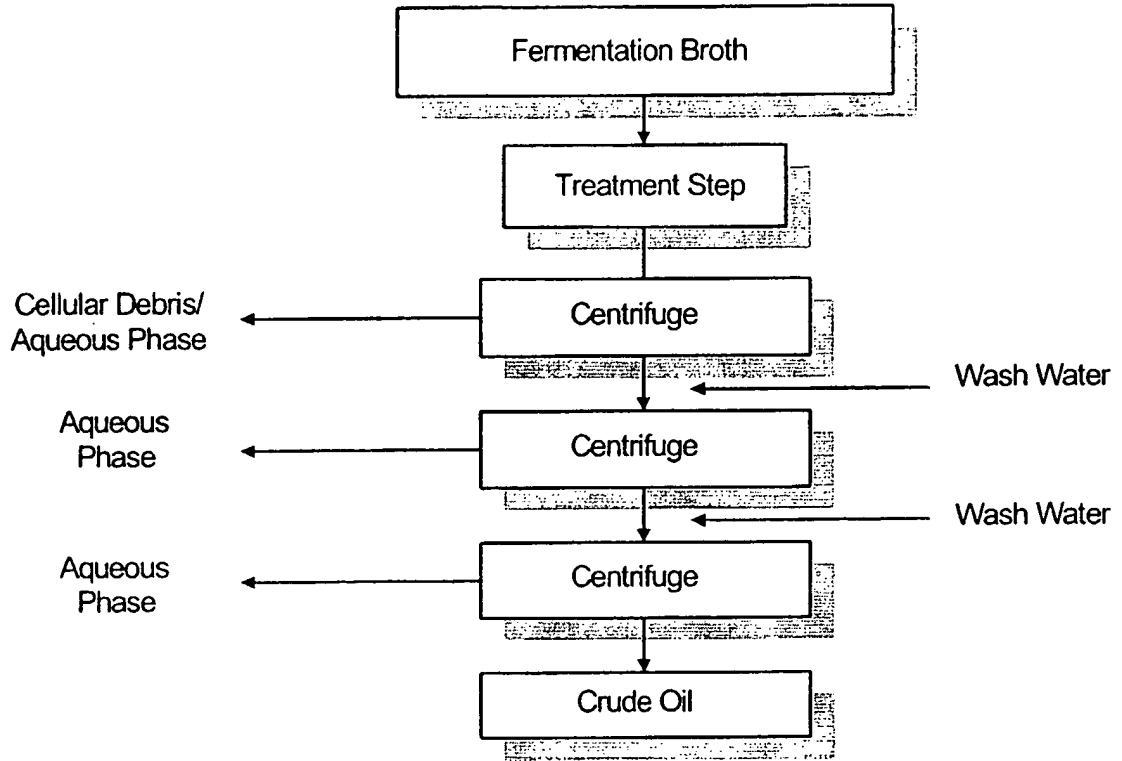 Fermentation Broth
Treatment Step
Cellular Debris/
Aqueous Phase
Centrifuge
Wash Water
Aqueous
Phase
Centrifuge
Wash Water
Aqueous
Phase
Centrifuge
Crude Oil